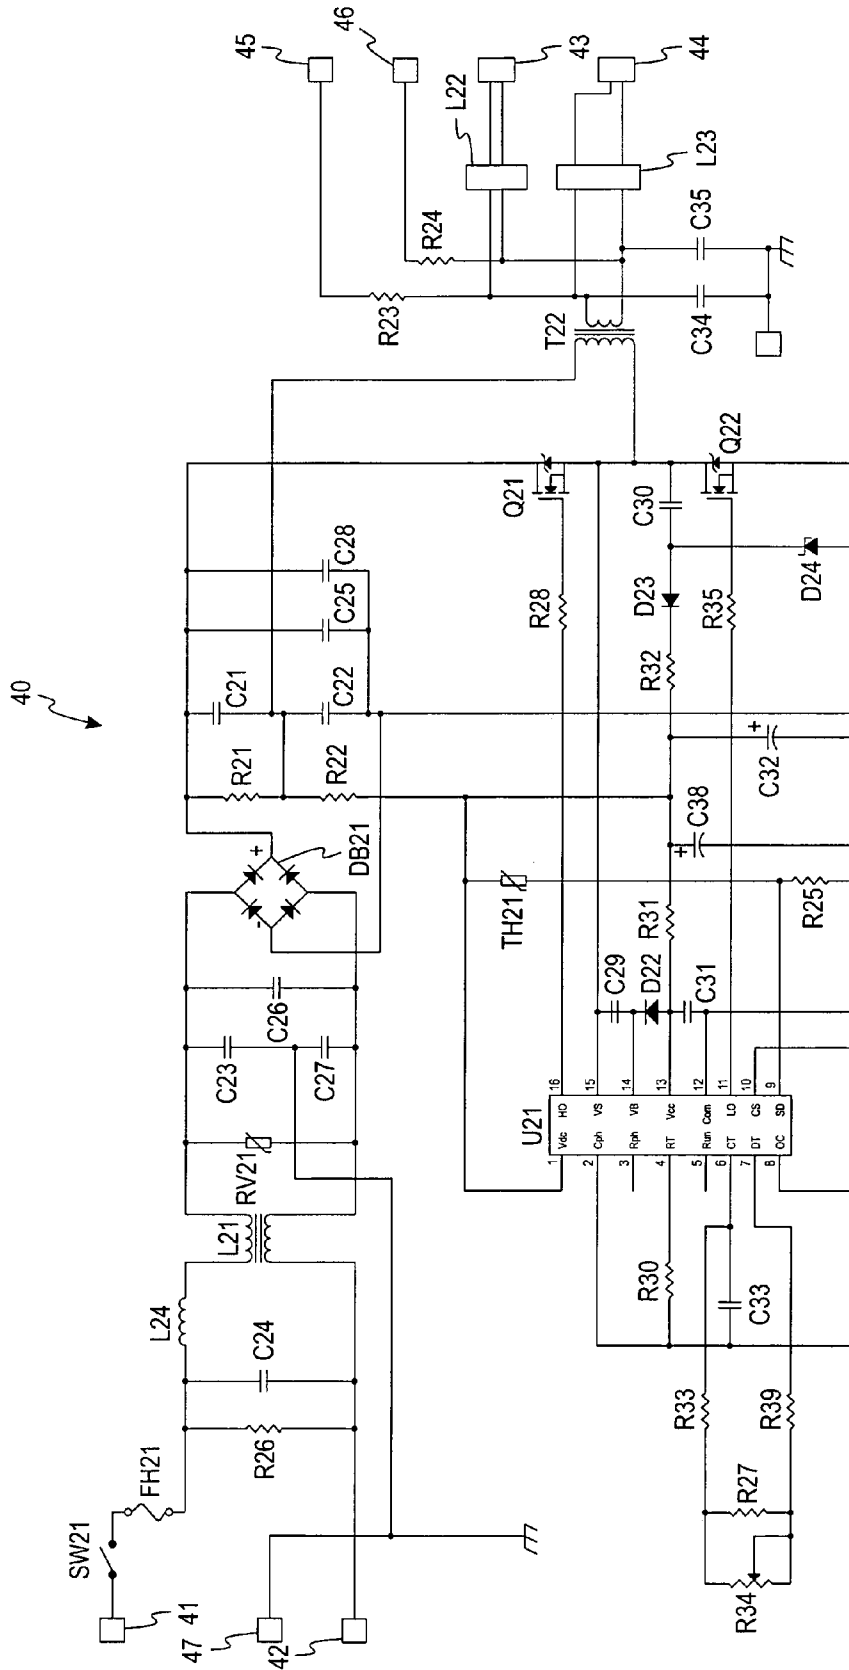 40
SW21
FH21
41
47
42
R26
L24
C24
L21
RV21
C23
C27
C26
+
-
DB21
R21
R22
C21
C22
C25
C28
45
46
43
44
L22
L23
R23
R24
T22
C34
C35
Q21
Q22
R28
C30
D23
R32
R35
D24
C32
+
C38
+
TH21
R31
R25
C29
D22
C31
U21
1 Vdc HO 16
2 Cph VS 15
3 Rph VB 14
4 RT Vcc 13
5 Run Com 12
6 CT LO 11
7 DT CS 10
8 OC SD 9
R30
C33
R33
R39
R27
R34